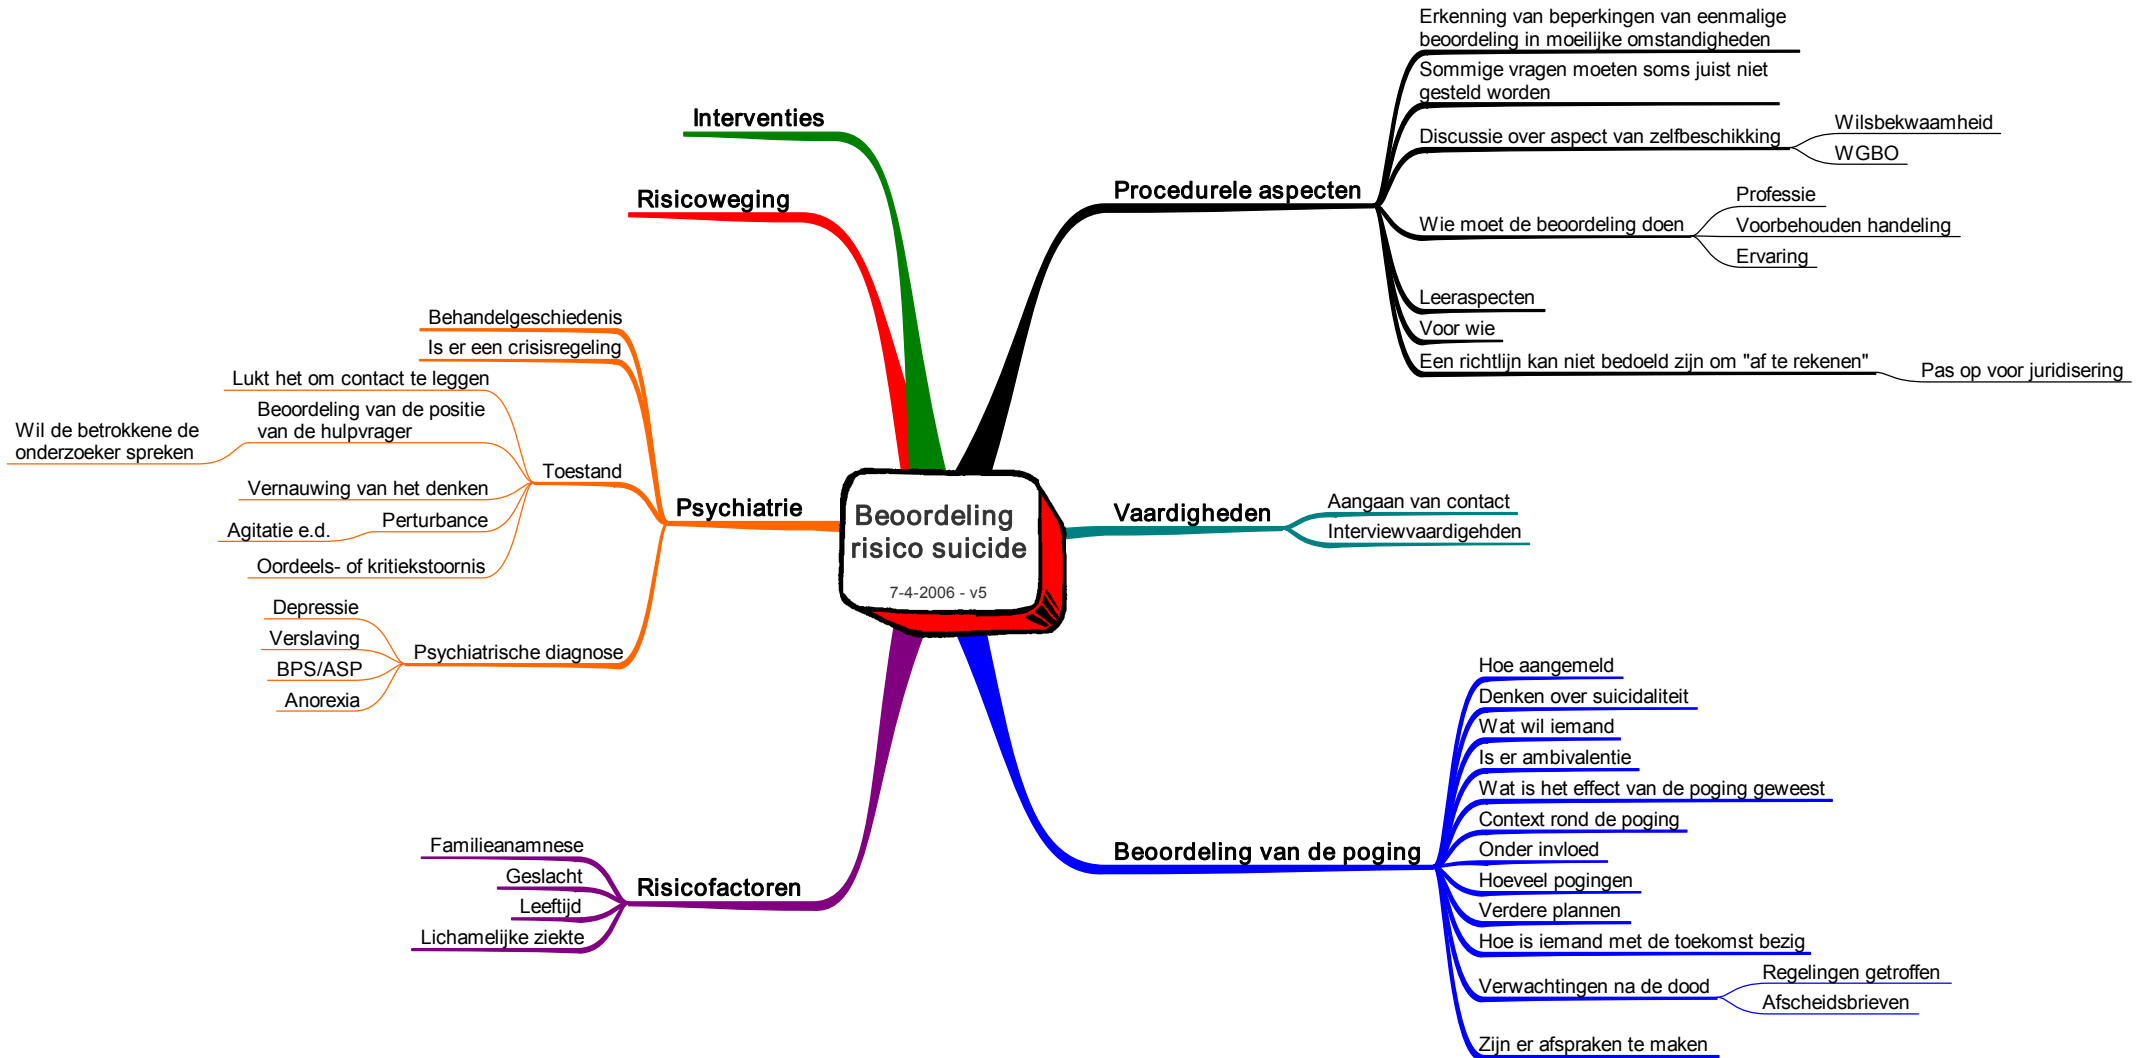 Beoordeling
risico suicide
7-4-2006 - v5
Procedurele aspecten
Erkenning van beperkingen van eenmalige
beoordeling in moeilijke omstandigheden
Sommige vragen moeten soms juist niet
gesteld worden
Discussie over aspect van zelfbeschikking
Wilsbekwaamheid
WGBO
Wie moet de beoordeling doen
Professie
Voorbehouden handeling
Ervaring
Leeraspecten
Voor wie
Een richtlijn kan niet bedoeld zijn om "af te rekenen"
Pas op voor juridisering
Vaardigheden
Aangaan van contact
Interviewvaardigehden
Beoordeling van de poging
Hoe aangemeld
Denken over suicidaliteit
Wat wil iemand
Is er ambivalentie
Wat is het effect van de poging geweest
Context rond de poging
Onder invloed
Hoeveel pogingen
Verdere plannen
Hoe is iemand met de toekomst bezig
Verwachtingen na de dood
Regelingen getroffen
Afscheidsbrieven
Zijn er afspraken te maken
Interventies
Risicoweging
Psychiatrie
Behandelgeschiedenis
Is er een crisisregeling
Toestand
Lukt het om contact te leggen
Beoordeling van de positie
van de hulpvrager
Wil de betrokkene de
onderzoeker spreken
Vernauwing van het denken
Perturbance
Agitatie e.d.
Oordeels- of kritiekstoornis
Psychiatrische diagnose
Depressie
Verslaving
BPS/ASP
Anorexia
Risicofactoren
Familieanamnese
Geslacht
Leeftijd
Lichamelijke ziekte